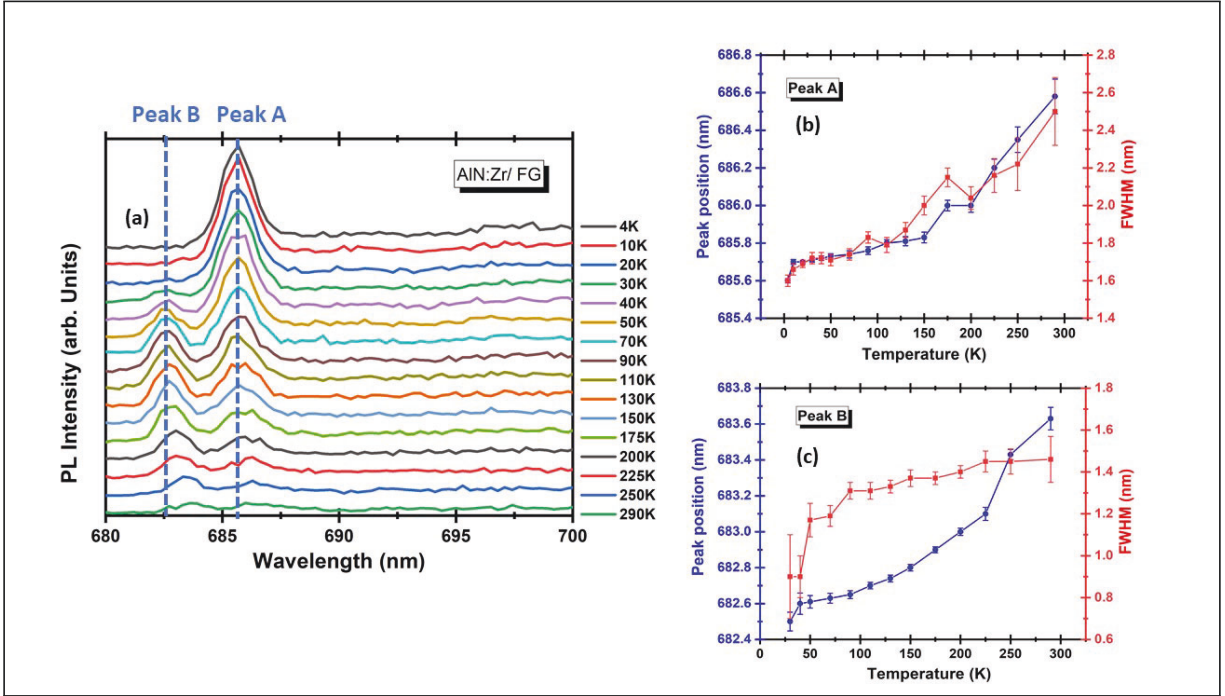 Peak B
Peak A
(a)
AlN:Zr/ FG
4K
10K
20K
30K
40K
50K
70K
90K
110K
130K
150K
175K
200K
225K
250K
290K
PL Intensity (arb. Units)
680
685
690
695
700
Wavelength (nm)
Peak A
(b)
686.8
686.6
686.4
686.2
686.0
685.8
685.6
685.4
Peak position (nm)
2.8
2.6
2.4
2.2
2.0
1.8
1.6
1.4
FWHM (nm)
0
50
100
150
200
250
300
Temperature (K)
Peak B
(c)
683.8
683.6
683.4
683.2
683.0
682.8
682.6
682.4
Peak position (nm)
1.8
1.6
1.4
1.2
1.0
0.8
0.6
FWHM (nm)
0
50
100
150
200
250
300
Temperature (K)